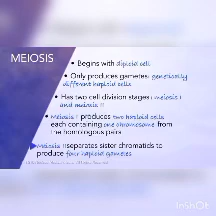 MEIOSIS
• Begins with diploid cell
• Only produces gametes: genetically
different haploid cells
• Has two cell division stages: meiosis I
and meiosis II
• Meiosis I produces two haploid cells
each containing one chromosome from
the homologous pairs
Meiosis II separates sister chromatids to
produce four haploid gametes
InShOt